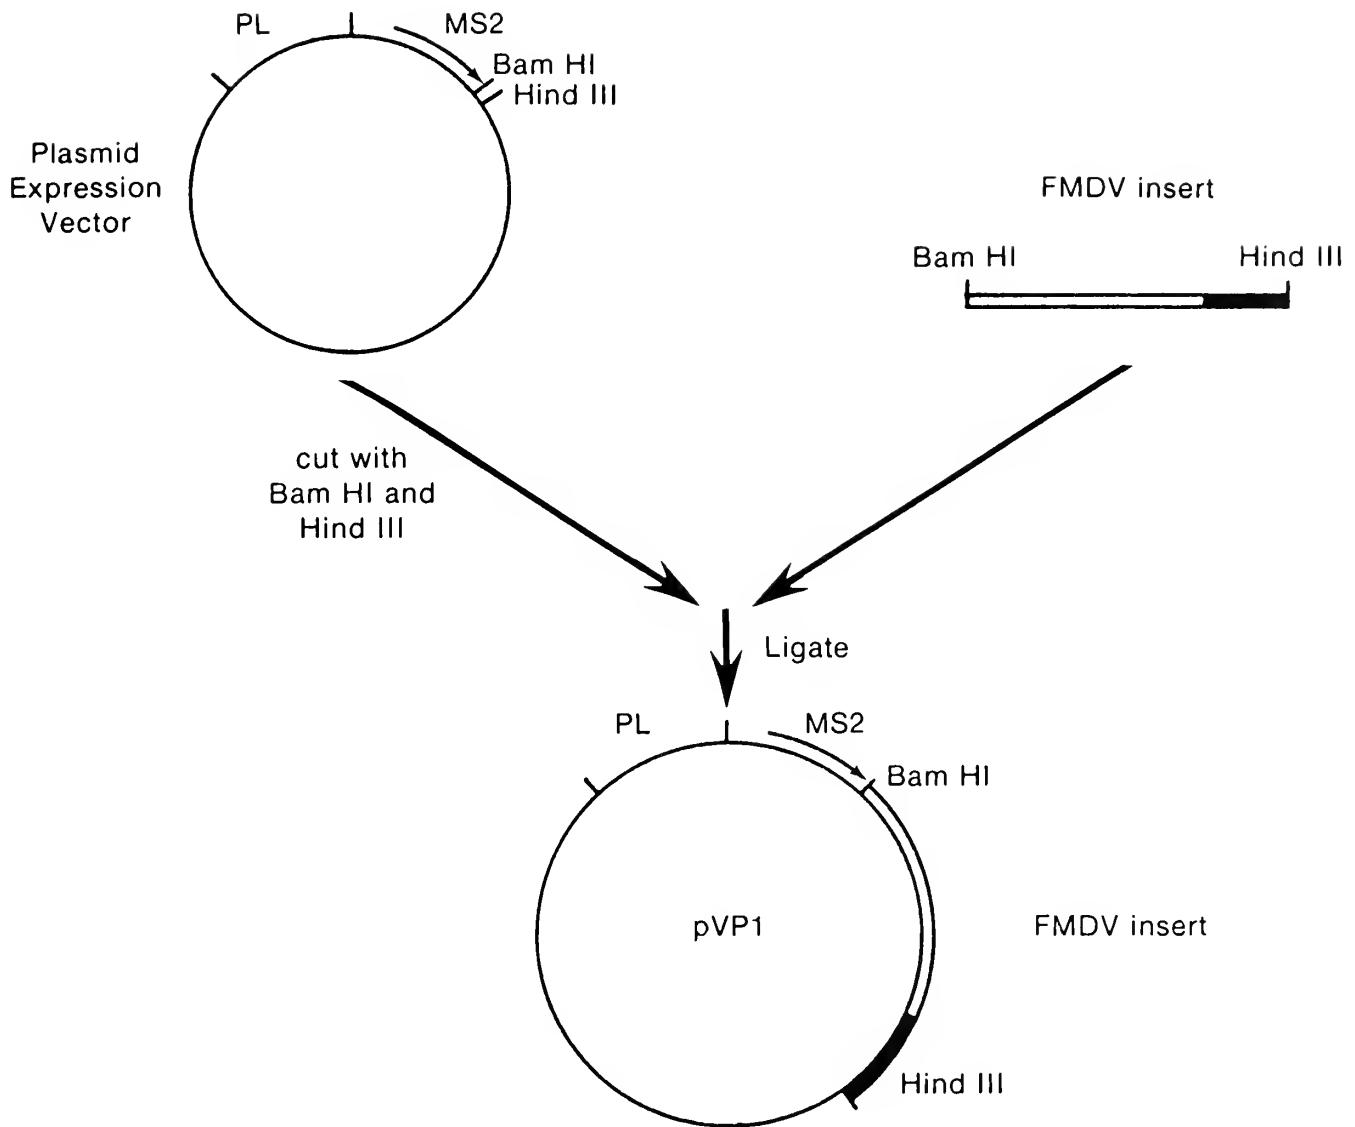 PL
MS2
Bam HI
Hind III
Plasmid
Expression
Vector
FMDV insert
Bam HI
Hind III
cut with
Bam HI and
Hind III
Ligate
PL
MS2
Bam HI
pVP1
FMDV insert
Hind III